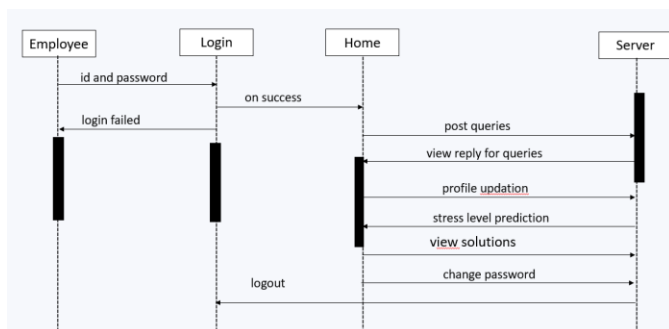 Employee
Login
Home
Server
id and password
on success
login failed
post queries
view reply for queries
profile updation
stress level prediction
view solutions
change password
logout